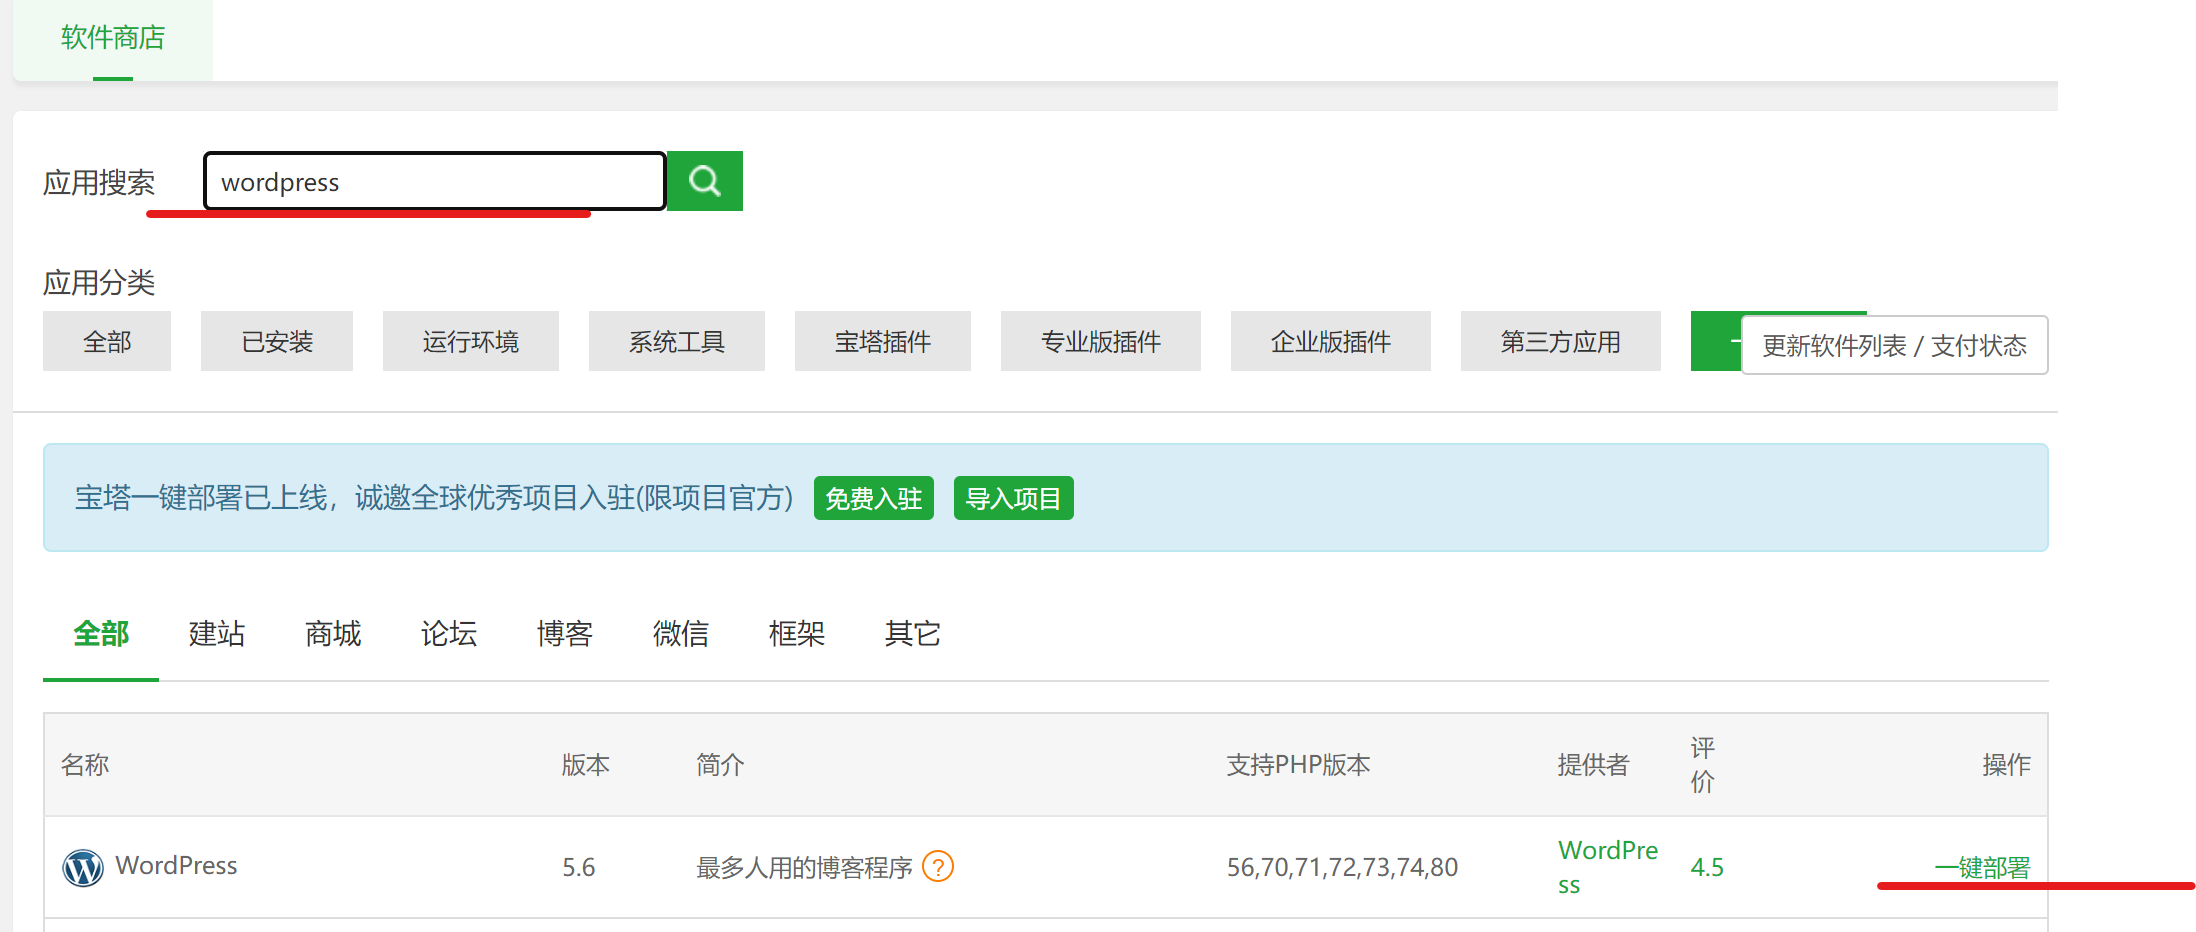 软件商店
应用搜索 wordpress
应用分类
全部 已安装 运行环境 系统工具 宝塔插件 专业版插件 企业版插件 第三方应用 更新软件列表 / 支付状态
宝塔一键部署已上线，诚邀全球优秀项目入驻(限项目官方) 免费入驻 导入项目
全部 建站 商城 论坛 博客 微信 框架 其它
名称 版本 简介 支持PHP版本 提供者 评价 操作
WordPress 5.6 最多人用的博客程序 ? 56,70,71,72,73,74,80 WordPress 4.5 一键部署